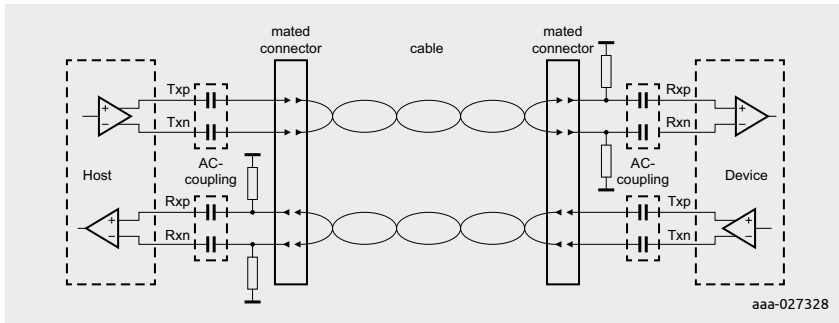 mated
connector
cable
mated
connector
Txp
Txn
Rxp
Rxn
+
−
+
−
Host
AC-
coupling
AC-
coupling
Device
Rxp
Rxn
Txp
Txn
+
−
+
−
aaa-027328